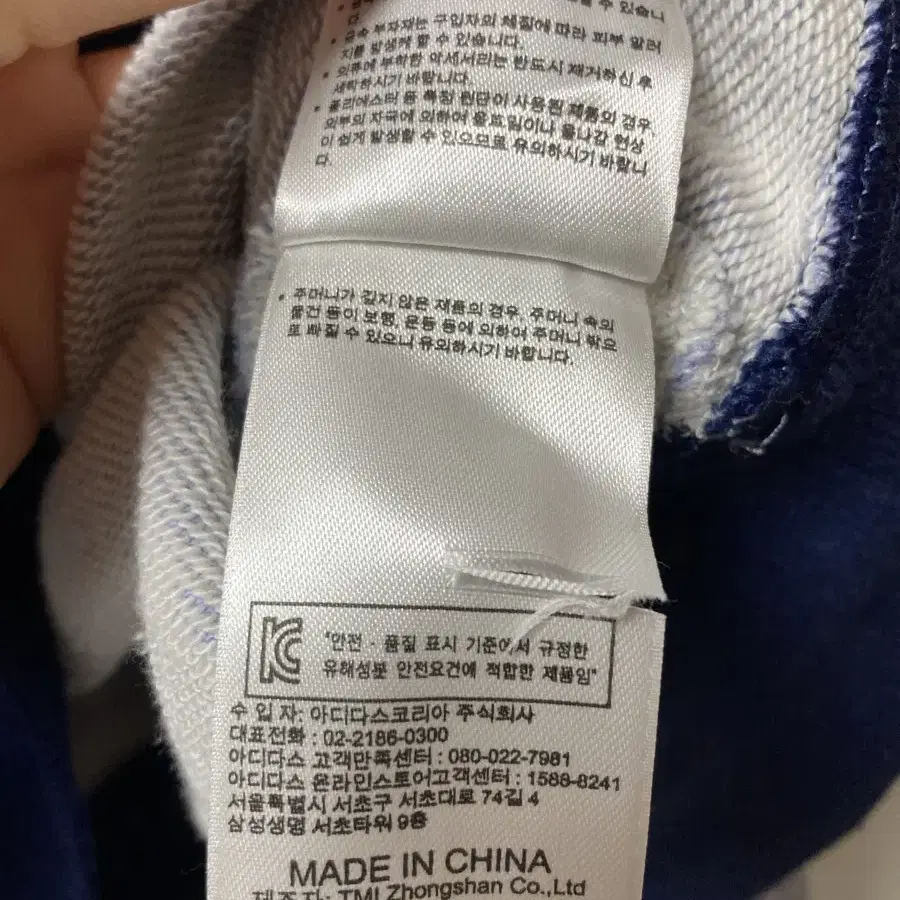 수 있습니
다.
금속 부자재는 구입자의 체질에 따라 피부 알러
지를 발생케 할 수 있습니다.
* 의류에 부착한 악세서리는 반드시 제거하신 후
세탁하시기 바랍니다.
* 폴리에스터 등 특정 원단이 사용된 제품의 경우,
외부의 자극에 의하여 올뜨임이나 올나감 현상
이 쉽게 발생할 수 있으므로 유의하시기 바랍니
다.
* 주머니가 깊지 않은 제품의 경우, 주머니 속의
물건 등이 보행, 운동 등에 의하여 주머니 밖으
로 빠질 수 있으니 유의하시기 바랍니다.
"안전 · 품질 표시 기준에서 규정한
유해성분 안전요건에 적합한 제품임"
수 입 자: 아디다스코리아 주식회사
대표전화 : 02-2186-0300
아디다스 고객만족센터 : 080-022-7981
아디다스 온라인스토어고객센터 : 1588-8241
서울특별시 서초구 서초대로 74길 4
삼성생명 서초타워 9층
MADE IN CHINA
제조자: TMI Zhongshan Co.,Ltd